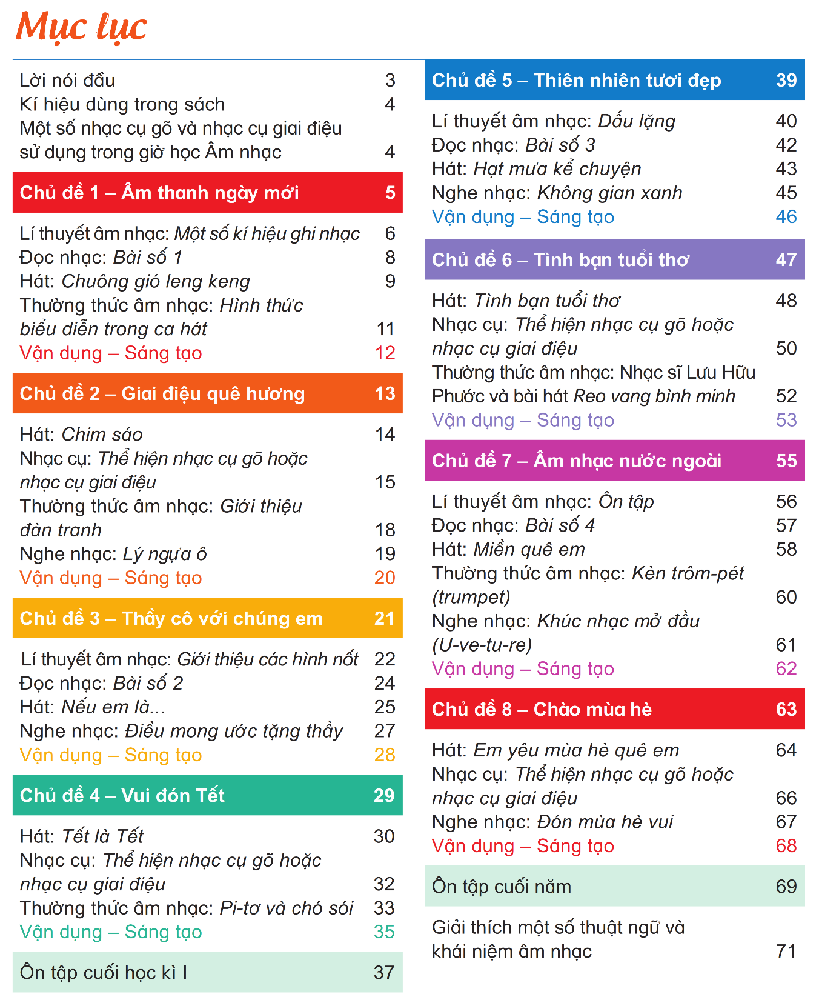 Mục lục
Lời nói đầu 3
Kí hiệu dùng trong sách 4
Một số nhạc cụ gõ và nhạc cụ giai điệu
sử dụng trong giờ học Âm nhạc 4
Chủ đề 1 – Âm thanh ngày mới 5
Lí thuyết âm nhạc: Một số kí hiệu ghi nhạc 6
Đọc nhạc: Bài số 1 8
Hát: Chuông gió leng keng 9
Thường thức âm nhạc: Hình thức
biểu diễn trong ca hát 11
Vận dụng – Sáng tạo 12
Chủ đề 2 – Giai điệu quê hương 13
Hát: Chim sáo 14
Nhạc cụ: Thể hiện nhạc cụ gõ hoặc
nhạc cụ giai điệu 15
Thường thức âm nhạc: Giới thiệu
đàn tranh 18
Nghe nhạc: Lý ngựa ô 19
Vận dụng – Sáng tạo 20
Chủ đề 3 – Thầy cô với chúng em 21
Lí thuyết âm nhạc: Giới thiệu các hình nốt 22
Đọc nhạc: Bài số 2 24
Hát: Nếu em là... 25
Nghe nhạc: Điều mong ước tặng thầy 27
Vận dụng – Sáng tạo 28
Chủ đề 4 – Vui đón Tết 29
Hát: Tết là Tết 30
Nhạc cụ: Thể hiện nhạc cụ gõ hoặc
nhạc cụ giai điệu 32
Thường thức âm nhạc: Pi-tơ và chó sói 33
Vận dụng – Sáng tạo 35
Ôn tập cuối học kì I 37
Chủ đề 5 – Thiên nhiên tươi đẹp 39
Lí thuyết âm nhạc: Dấu lặng 40
Đọc nhạc: Bài số 3 42
Hát: Hạt mưa kể chuyện 43
Nghe nhạc: Không gian xanh 45
Vận dụng – Sáng tạo 46
Chủ đề 6 – Tình bạn tuổi thơ 47
Hát: Tình bạn tuổi thơ 48
Nhạc cụ: Thể hiện nhạc cụ gõ hoặc
nhạc cụ giai điệu 50
Thường thức âm nhạc: Nhạc sĩ Lưu Hữu
Phước và bài hát Reo vang bình minh 52
Vận dụng – Sáng tạo 53
Chủ đề 7 – Âm nhạc nước ngoài 55
Lí thuyết âm nhạc: Ôn tập 56
Đọc nhạc: Bài số 4 57
Hát: Miền quê em 58
Thường thức âm nhạc: Kèn trôm-pét
(trumpet) 60
Nghe nhạc: Khúc nhạc mở đầu
(U-ve-tu-re) 61
Vận dụng – Sáng tạo 62
Chủ đề 8 – Chào mùa hè 63
Hát: Em yêu mùa hè quê em 64
Nhạc cụ: Thể hiện nhạc cụ gõ hoặc
nhạc cụ giai điệu 66
Nghe nhạc: Đón mùa hè vui 67
Vận dụng – Sáng tạo 68
Ôn tập cuối năm 69
Giải thích một số thuật ngữ và
khái niệm âm nhạc 71